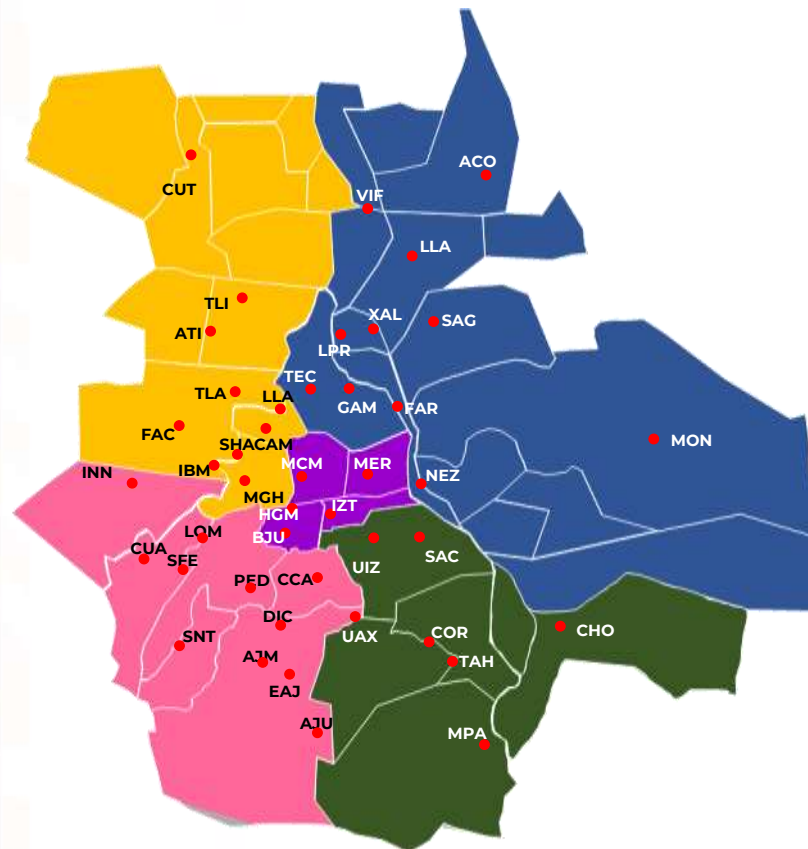 ACO
CUT
VIF
LLA
TLI
XAL
SAG
ATI
LPR
TEC
TLA
LLA
GAM
FAR
FAC
SHACAM
MON
INN
IBM
MCM
MER
NEZ
MGH
HGM
IZT
LOM
BJU
CUA
SFE
UIZ
SAC
PED
CCA
DIC
UAX
COR
CHO
SNT
AJM
TAH
EAJ
AJU
MPA